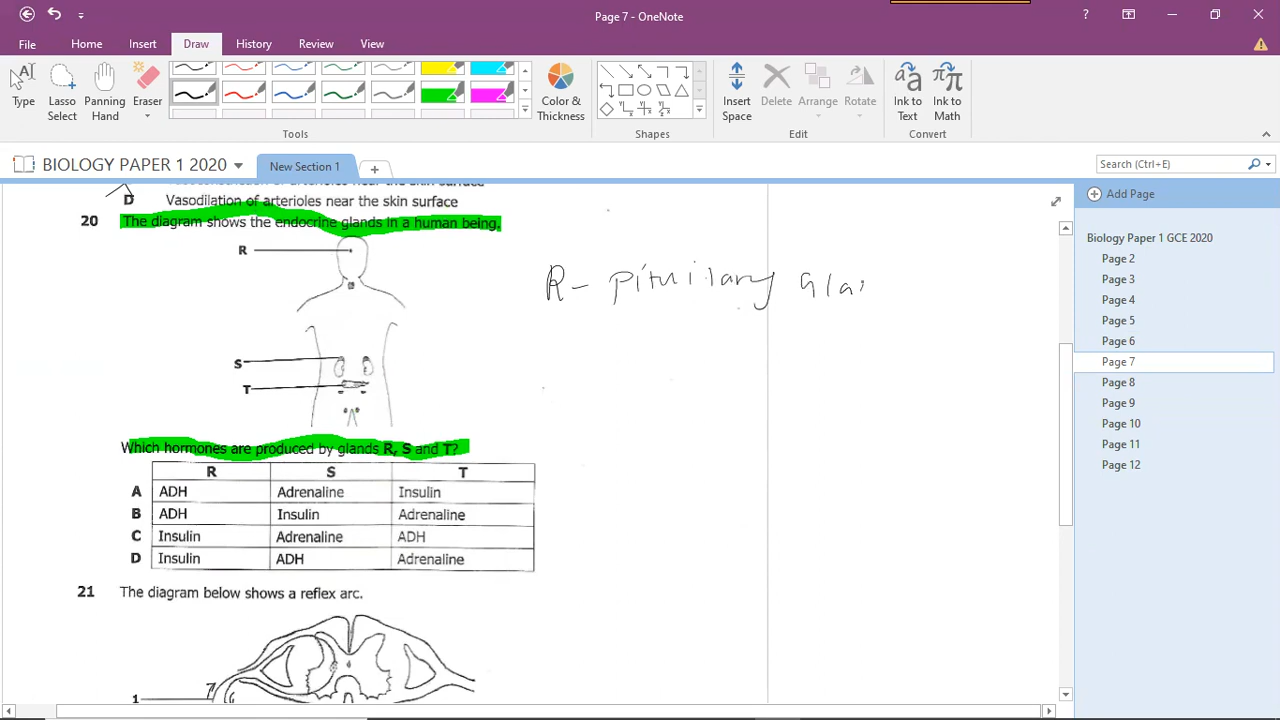 Page 7 - OneNote
File Home Insert Draw History Review View
Type Lasso Select Panning Hand Eraser Color & Thickness Insert Space Delete Arrange Rotate Ink to Text Ink to Math
Tools Shapes Edit Convert
BIOLOGY PAPER 1 2020 New Section 1 Search (Ctrl+E)
Add Page
Biology Paper 1 GCE 2020
Page 2
Page 3
Page 4
Page 5
Page 6
Page 7
Page 8
Page 9
Page 10
Page 11
Page 12
D Vasodilation of arterioles near the skin surface
20 The diagram shows the endocrine glands in a human being.
R
R- pituilary Gla
S
T
Which hormones are produced by glands R, S and T?
R S T
A ADH Adrenaline Insulin
B ADH Insulin Adrenaline
C Insulin Adrenaline ADH
D Insulin ADH Adrenaline
21 The diagram below shows a reflex arc.
1